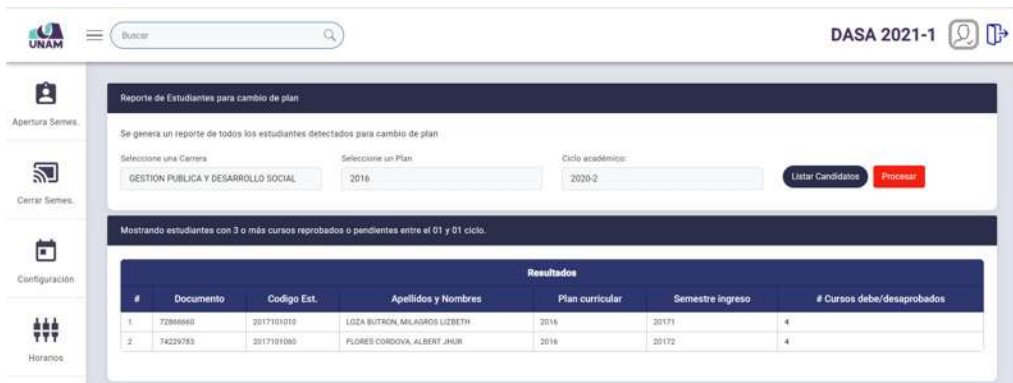 UNAM
Buscar
DASA 2021-1
Apertura Semes.
Cerrar Semes.
Configuración
Horarios
Reporte de Estudiantes para cambio de plan
Se genera un reporte de todos los estudiantes detectados para cambio de plan
Seleccione una Carrera Seleccione un Plan Ciclo académico:
GESTION PUBLICA Y DESARROLLO SOCIAL 2016 2020-2 Listar Candidatos Procesar
Mostrando estudiantes con 3 o más cursos reprobados o pendientes entre el 01 y 01 ciclo.
Resultados
# Documento Codigo Est. Apellidos y Nombres Plan curricular Semestre ingreso # Cursos debe/desaprobados
1 72866660 2017101010 LOZA BUTRON, MILAGROS LIZBETH 2016 20171 4
2 74229783 2017101060 FLORES CORDOVA, ALBERT JHUR 2016 20172 4